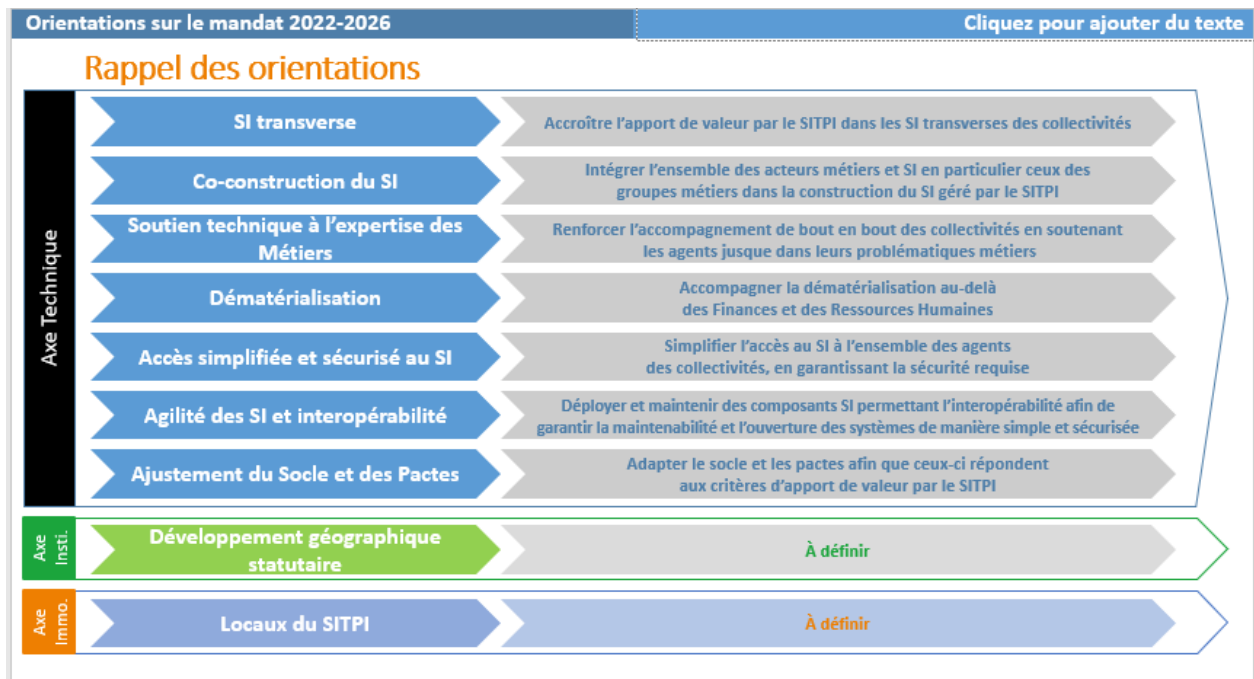 Orientations sur le mandat 2022-2026
Cliquez pour ajouter du texte
Rappel des orientations
Axe Technique
SI transverse
Accroître l'apport de valeur par le SITPI dans les SI transverses des collectivités
Co-construction du SI
Intégrer l'ensemble des acteurs métiers et SI en particulier ceux des
groupes métiers dans la construction du SI géré par le SITPI
Soutien technique à l'expertise des
Métiers
Renforcer l'accompagnement de bout en bout des collectivités en soutenant
les agents jusque dans leurs problématiques métiers
Dématérialisation
Accompagner la dématérialisation au-delà
des Finances et des Ressources Humaines
Accès simplifiée et sécurisé au SI
Simplifier l'accès au SI à l'ensemble des agents
des collectivités, en garantissant la sécurité requise
Agilité des SI et interopérabilité
Déployer et maintenir des composants SI permettant l'interopérabilité afin de
garantir la maintenabilité et l'ouverture des systèmes de manière simple et sécurisée
Ajustement du Socle et des Pactes
Adapter le socle et les pactes afin que ceux-ci répondent
aux critères d'apport de valeur par le SITPI
Axe
Insti.
Développement géographique
statutaire
À définir
Axe
Immo.
Locaux du SITPI
À définir